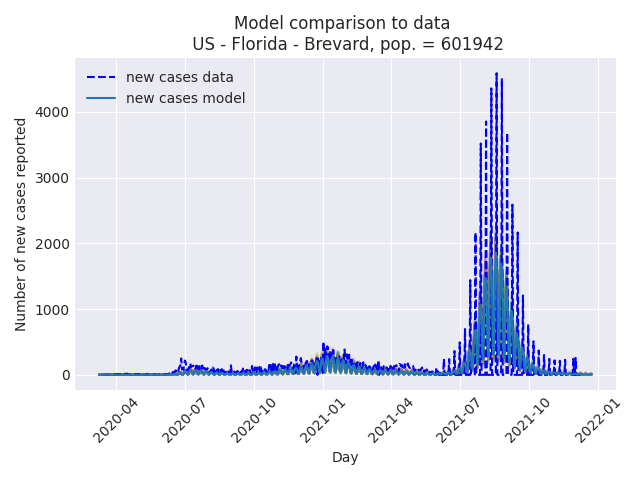 Model comparison to data
US - Florida - Brevard, pop. = 601942
new cases data
new cases model
Number of new cases reported
4000
3000
2000
1000
0
2020-04
2020-07
2020-10
2021-01
2021-04
2021-07
2021-10
2022-01
Day